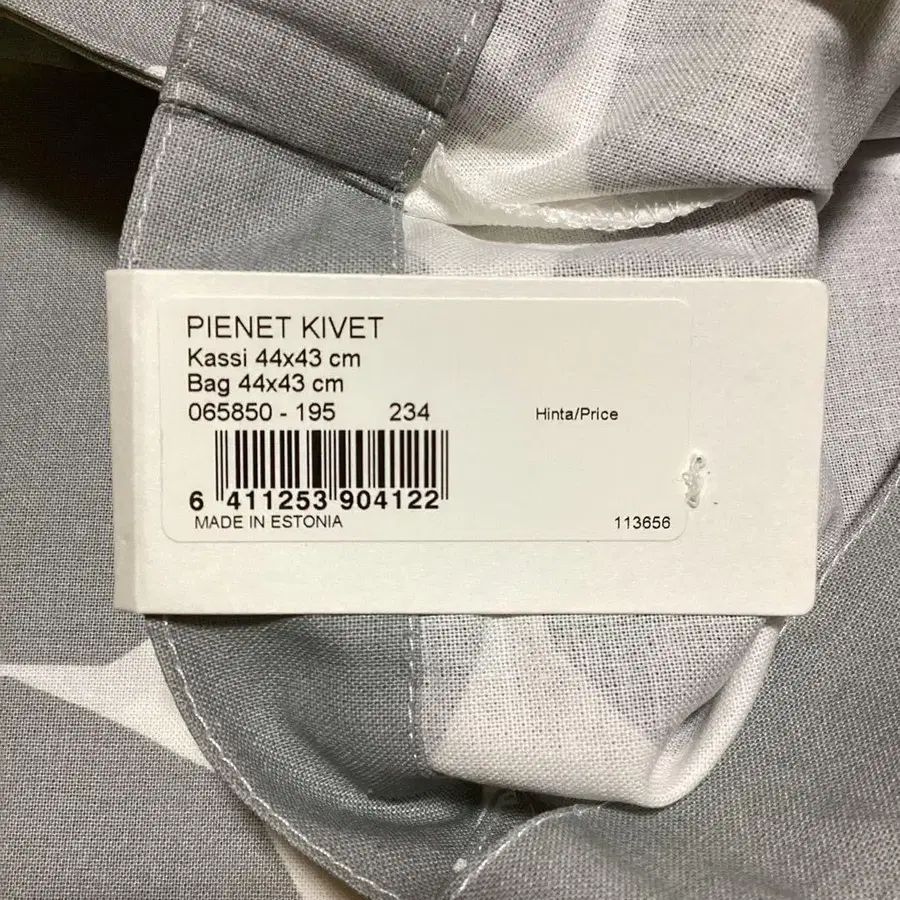 PIENET KIVET
Kassi 44x43 cm
Bag 44x43 cm
065850 - 195 234
Hinta/Price
6 411253 904122
MADE IN ESTONIA
113656